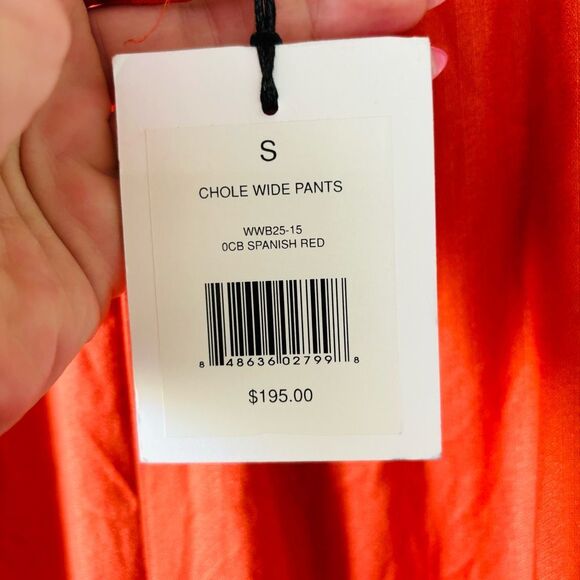 S
CHOLE WIDE PANTS
WWB25-15
0CB SPANISH RED
8 48636 02799 8
$195.00